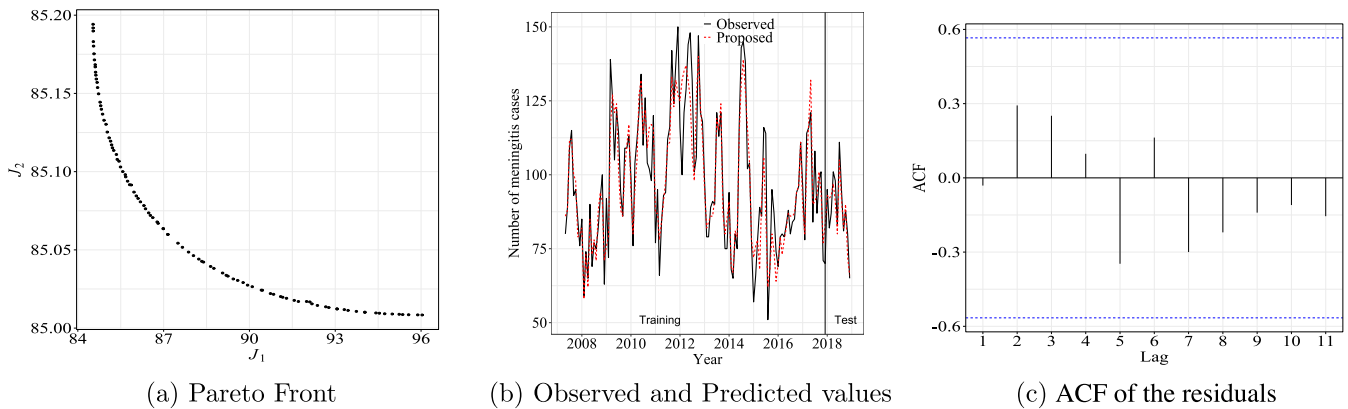 85.20
85.15
85.10
85.05
85.00
J2
84
87
90
93
96
J1
(a) Pareto Front
150
125
100
75
50
Number of meningitis cases
Observed
Proposed
Training
Test
2008
2010
2012
2014
2016
2018
Year
(b) Observed and Predicted values
0.6
0.3
0.0
-0.3
-0.6
ACF
1
2
3
4
5
6
7
8
9
10
11
Lag
(c) ACF of the residuals